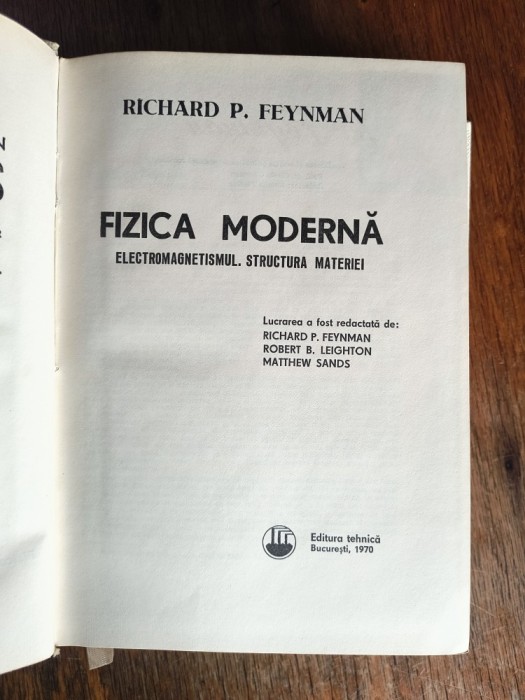 RICHARD P. FEYNMAN
FIZICA MODERNĂ
ELECTROMAGNETISMUL. STRUCTURA MATERIEI
Lucrarea a fost redactată de:
RICHARD P. FEYNMAN
ROBERT B. LEIGHTON
MATTHEW SANDS
Editura tehnică
București, 1970